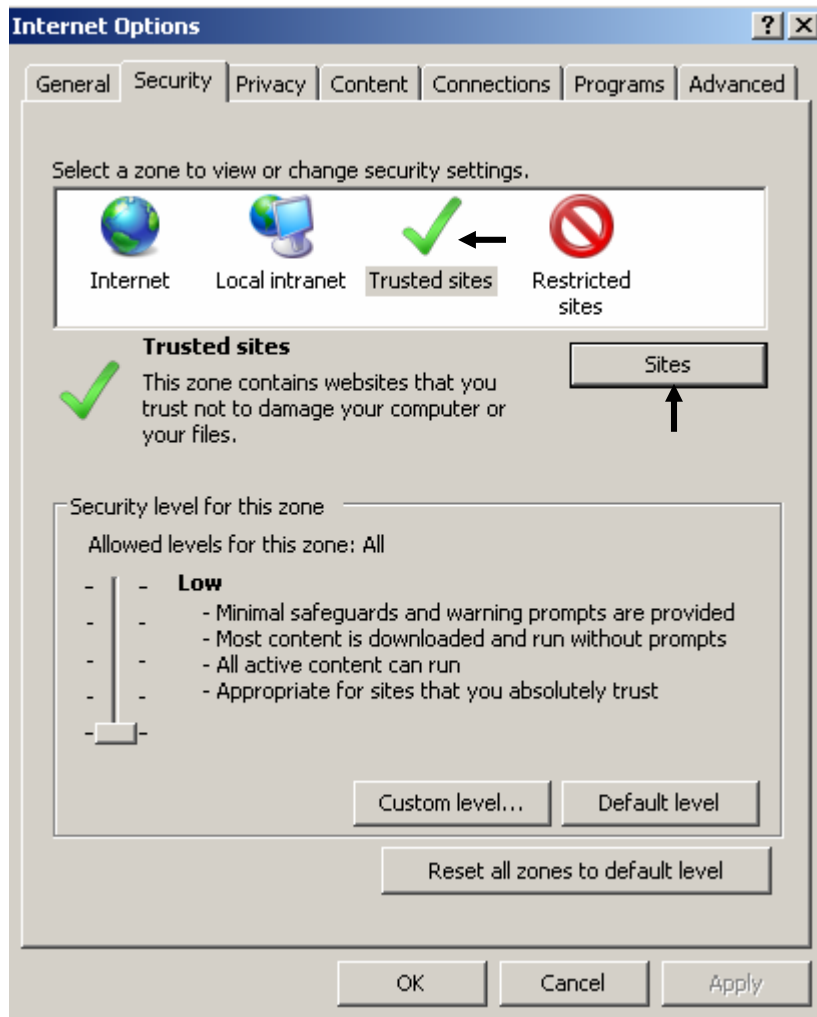 Internet Options
General Security Privacy Content Connections Programs Advanced
Select a zone to view or change security settings.
Internet Local intranet Trusted sites Restricted
sites
Trusted sites
Sites
This zone contains websites that you
trust not to damage your computer or
your files.
Security level for this zone
Allowed levels for this zone: All
Low
- Minimal safeguards and warning prompts are provided
- Most content is downloaded and run without prompts
- All active content can run
- Appropriate for sites that you absolutely trust
Custom level... Default level
Reset all zones to default level
OK Cancel Apply